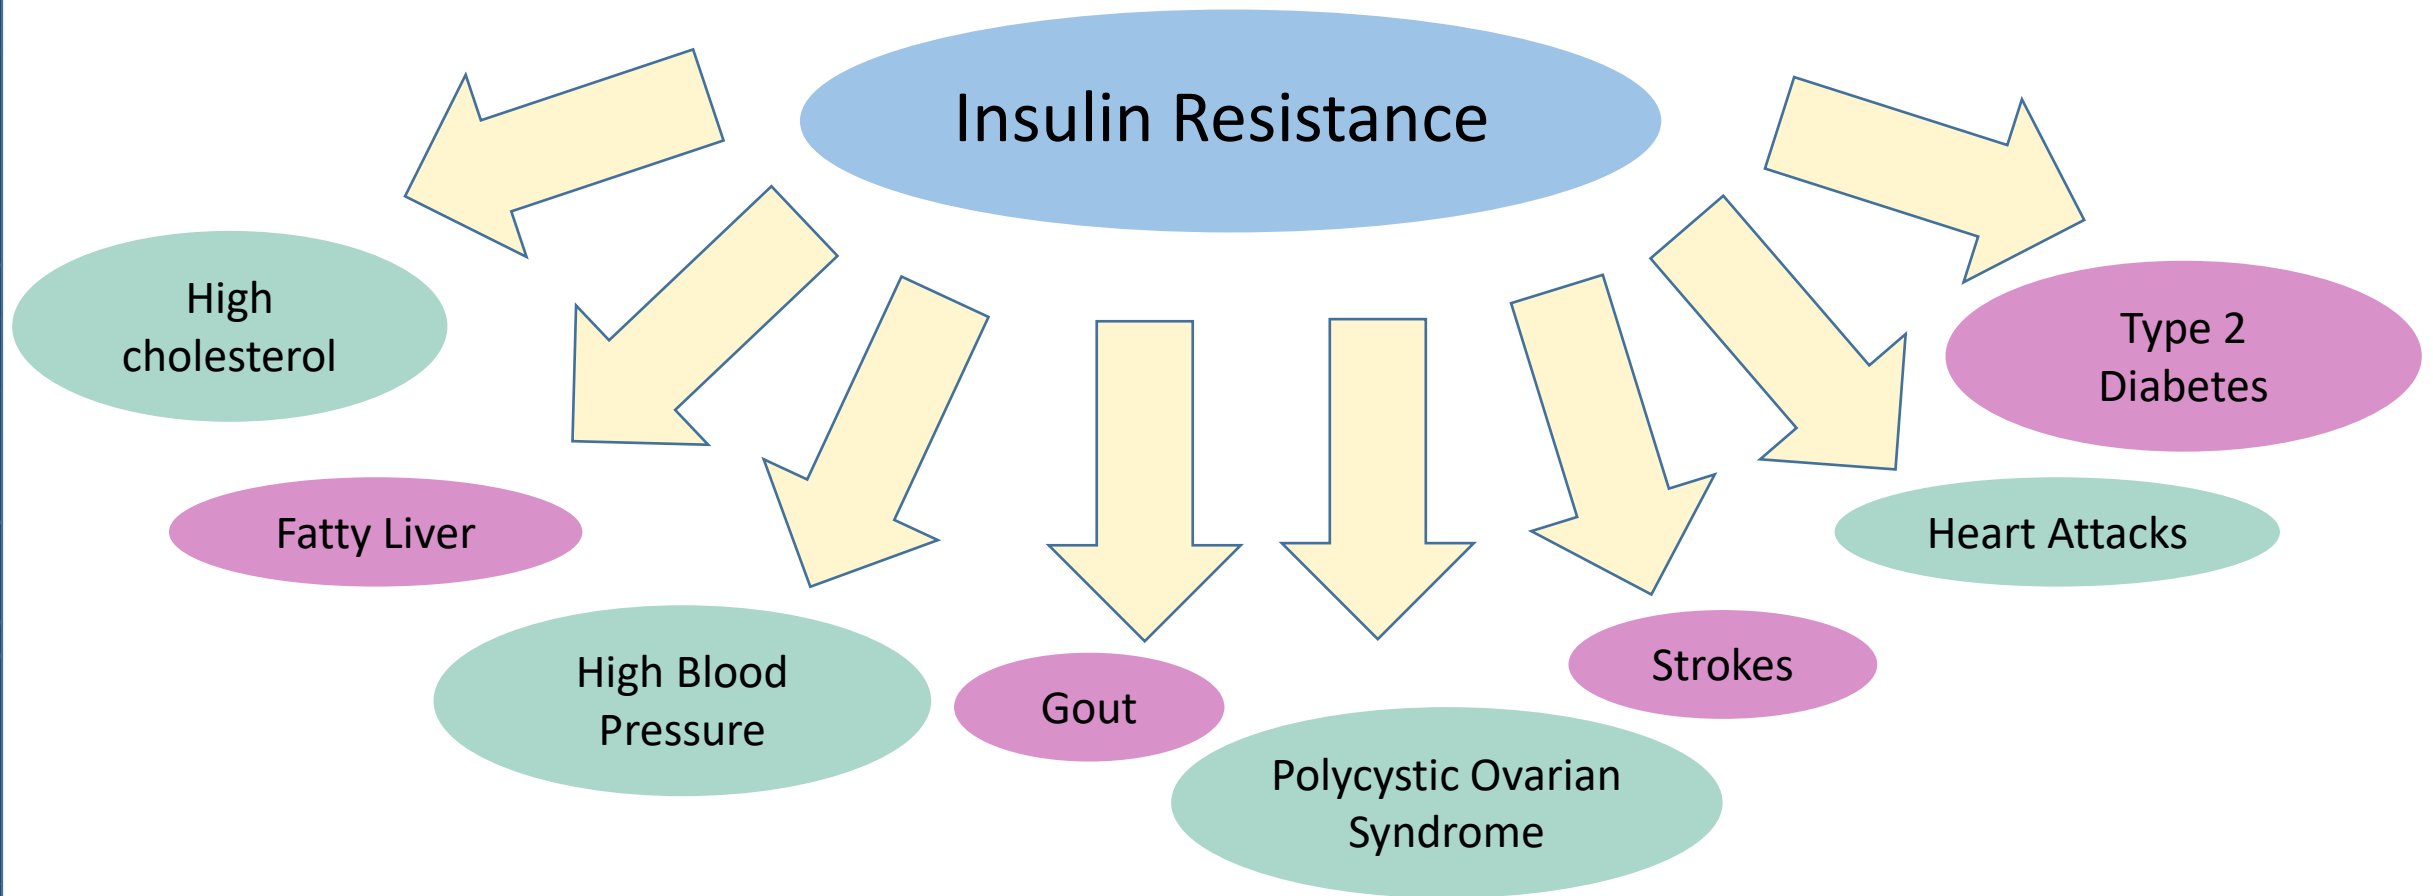 Insulin Resistance
High
cholesterol
Fatty Liver
High Blood
Pressure
Gout
Polycystic Ovarian
Syndrome
Strokes
Heart Attacks
Type 2
Diabetes